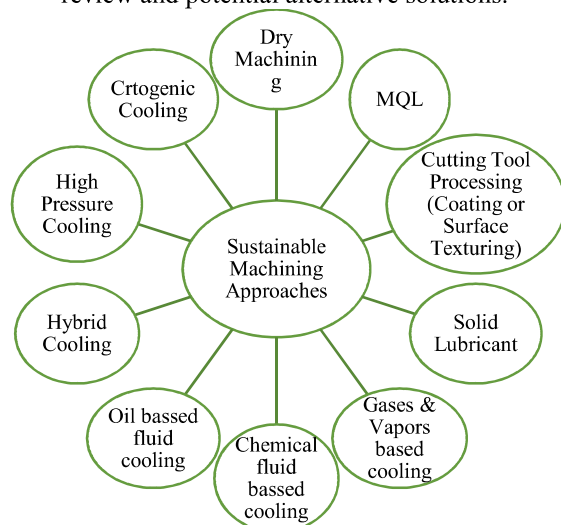 review and potential alternative solutions.
Dry
Machinin
g
MQL
Cutting Tool
Processing
(Coating or
Surface
Texturing)
Solid
Lubricant
Gases &
Vapors
based
cooling
Chemical
fluid
bassed
cooling
Oil bassed
fluid
cooling
Hybrid
Cooling
High
Pressure
Cooling
Crtogenic
Cooling
Sustainable
Machining
Approaches